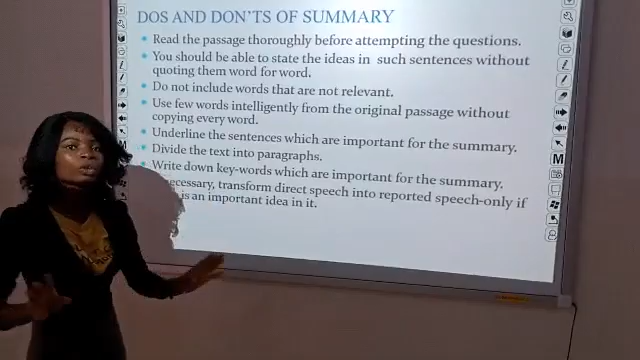 DOS AND DON'TS OF SUMMARY
Read the passage thoroughly before attempting the questions.
You should be able to state the ideas in such sentences without
quoting them word for word.
Do not include words that are not relevant.
Use few words intelligently from the original passage without
copying every word.
Underline the sentences which are important for the summary.
Divide the text into paragraphs.
Write down key-words which are important for the summary.
ecessary, transform direct speech into reported speech-only if
is an important idea in it.
M